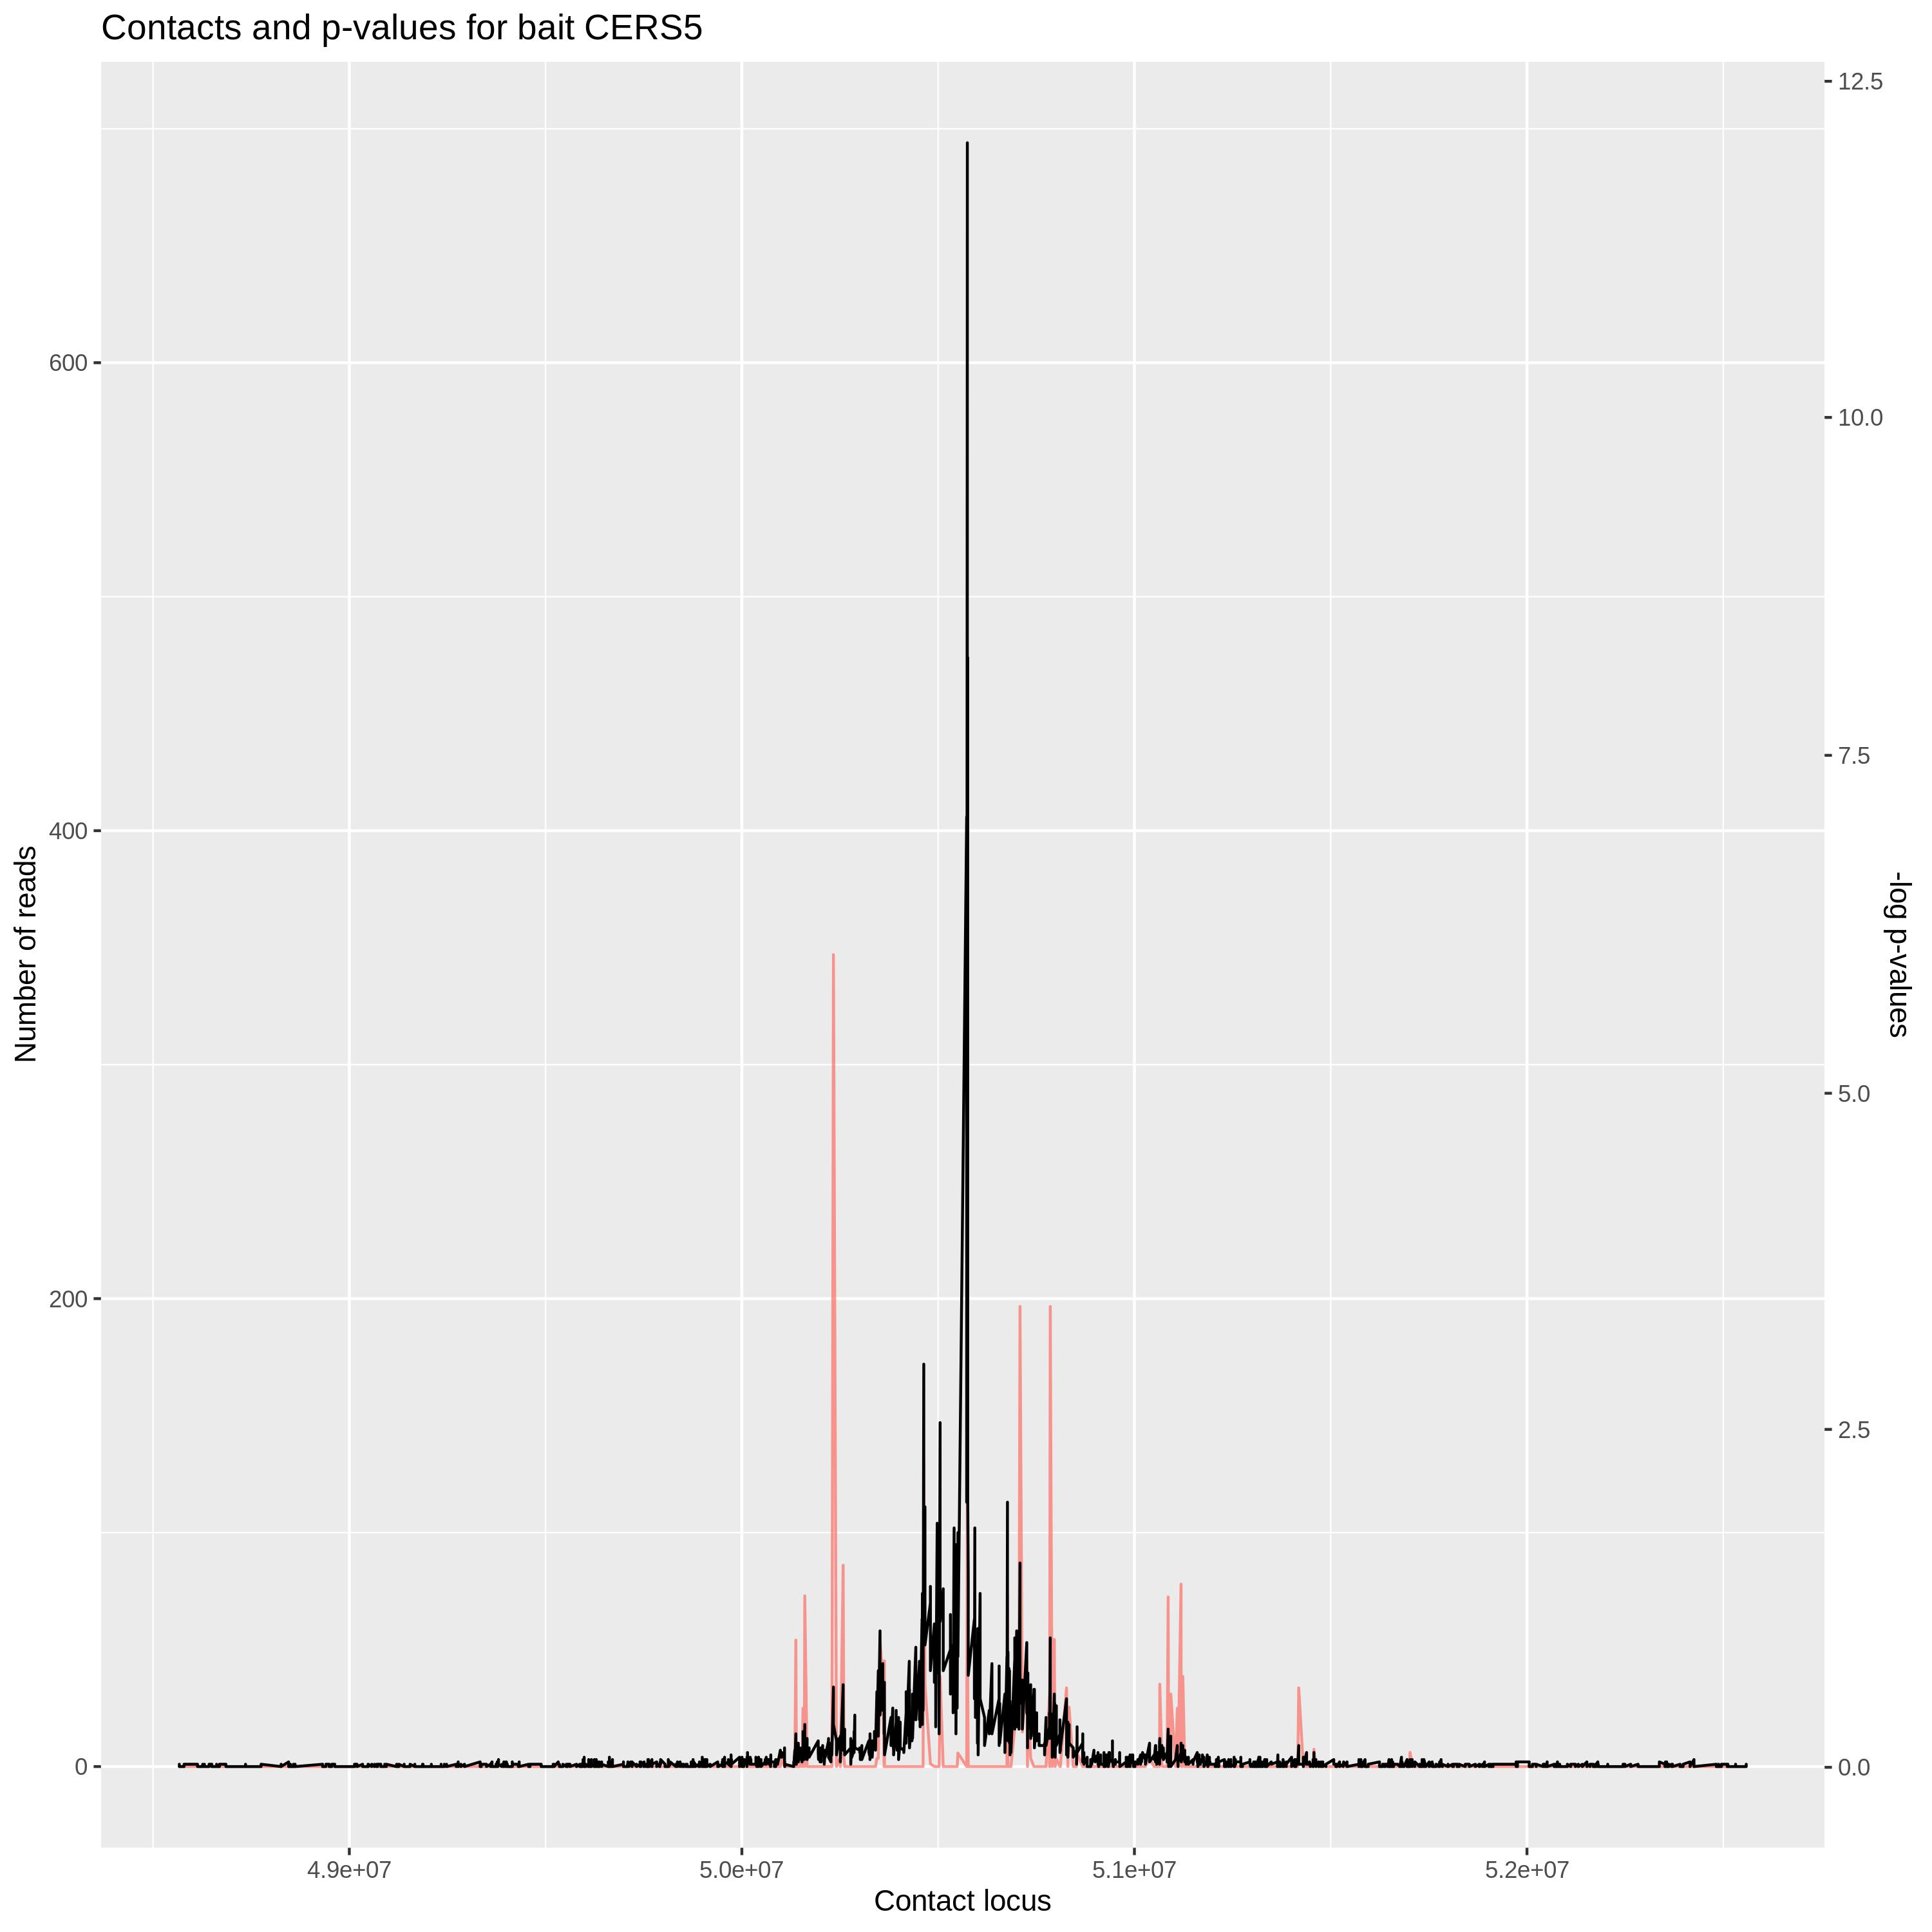 Contacts and p-values for bait CERS5
12.5
10.0
7.5
5.0
2.5
0.0
600
400
200
0
Number of reads
-log p-values
4.9e+07 5.0e+07 5.1e+07 5.2e+07
Contact locus